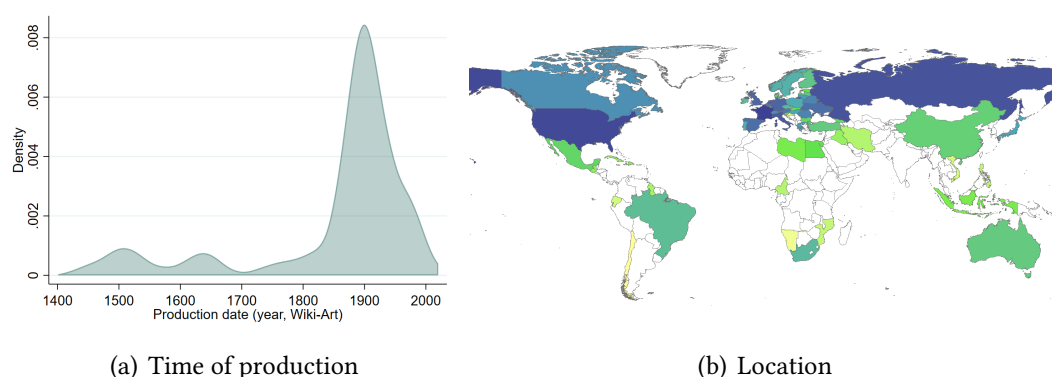 .008
.006
.004
.002
0
Density
1400 1500 1600 1700 1800 1900 2000
Production date (year, Wiki-Art)
(a) Time of production
(b) Location